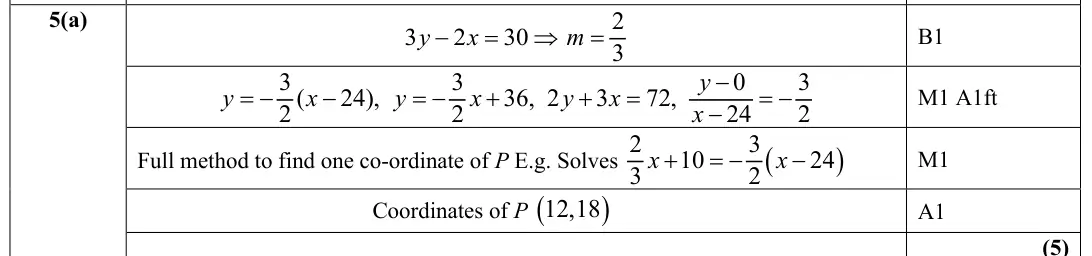 5(a)
3y − 2x = 30 ⇒ m = 2/3
B1
y = −3/2(x − 24), y = −3/2x + 36, 2y + 3x = 72, (y − 0)/(x − 24) = −3/2
M1 A1ft
Full method to find one co-ordinate of P E.g. Solves 2/3x + 10 = −3/2(x − 24)
M1
Coordinates of P (12,18)
A1
(5)